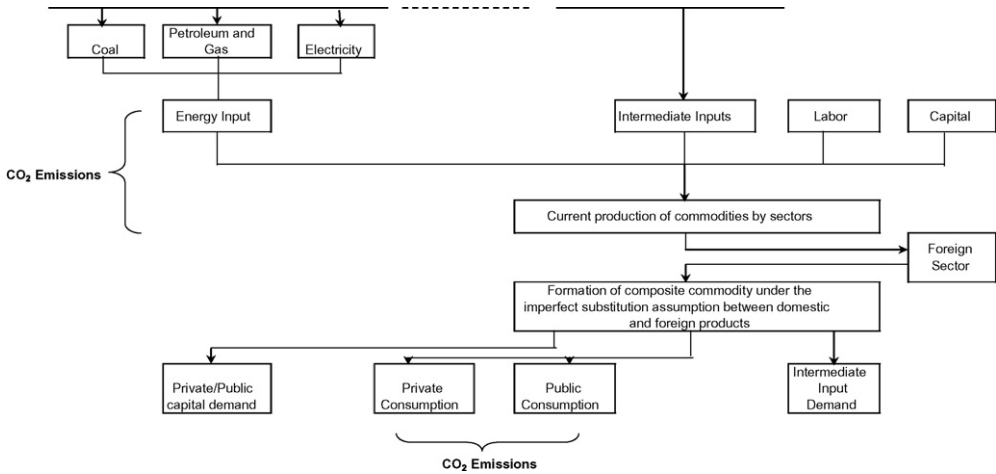 Coal
Petroleum and
Gas
Electricity
Energy Input
Intermediate Inputs
Labor
Capital
CO₂ Emissions
Current production of commodities by sectors
Foreign
Sector
Formation of composite commodity under the
imperfect substitution assumption between domestic
and foreign products
Private/Public
capital demand
Private
Consumption
Public
Consumption
Intermediate
Input
Demand
CO₂ Emissions